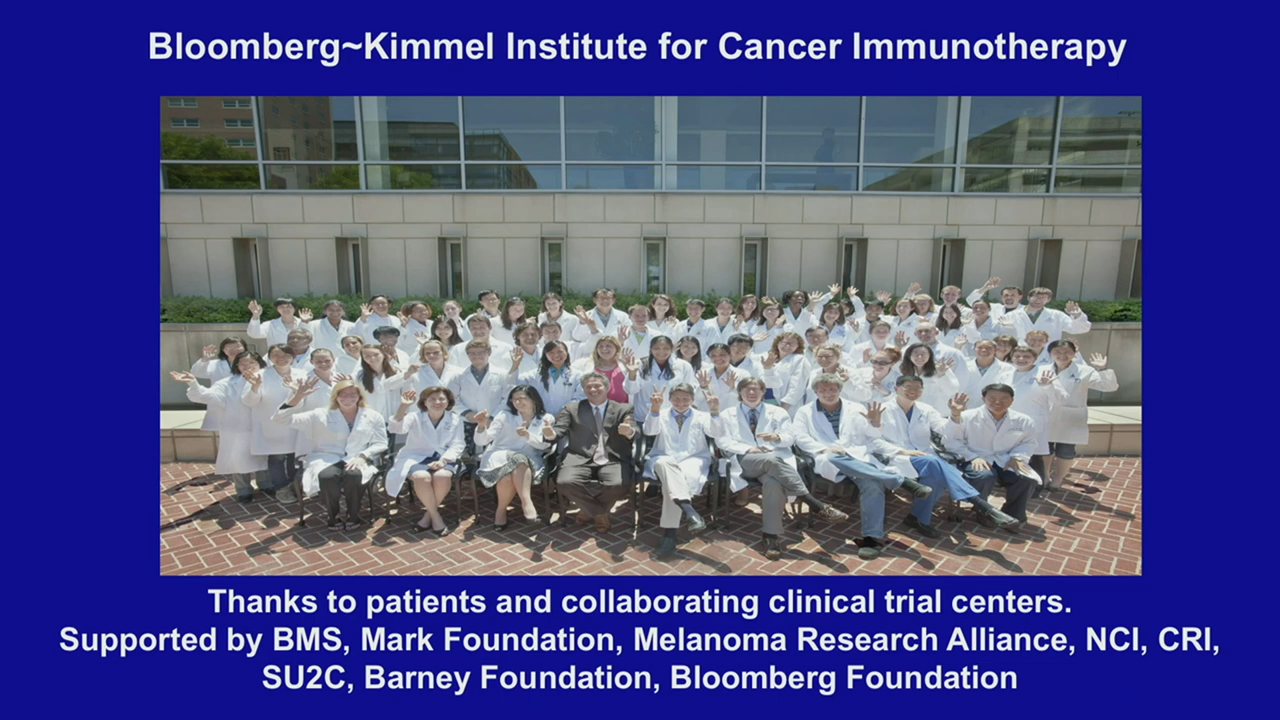 Bloomberg~Kimmel Institute for Cancer Immunotherapy
Thanks to patients and collaborating clinical trial centers.
Supported by BMS, Mark Foundation, Melanoma Research Alliance, NCI, CRI,
SU2C, Barney Foundation, Bloomberg Foundation